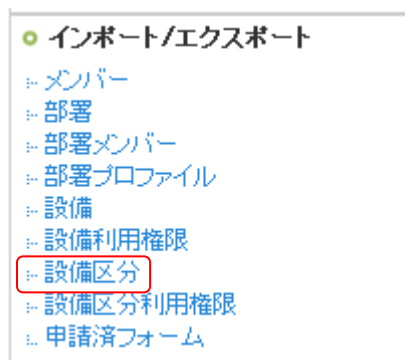 インポート/エクスポート
メンバー
部署
部署メンバー
部署プロファイル
設備
設備利用権限
設備区分
設備区分利用権限
申請済フォーム